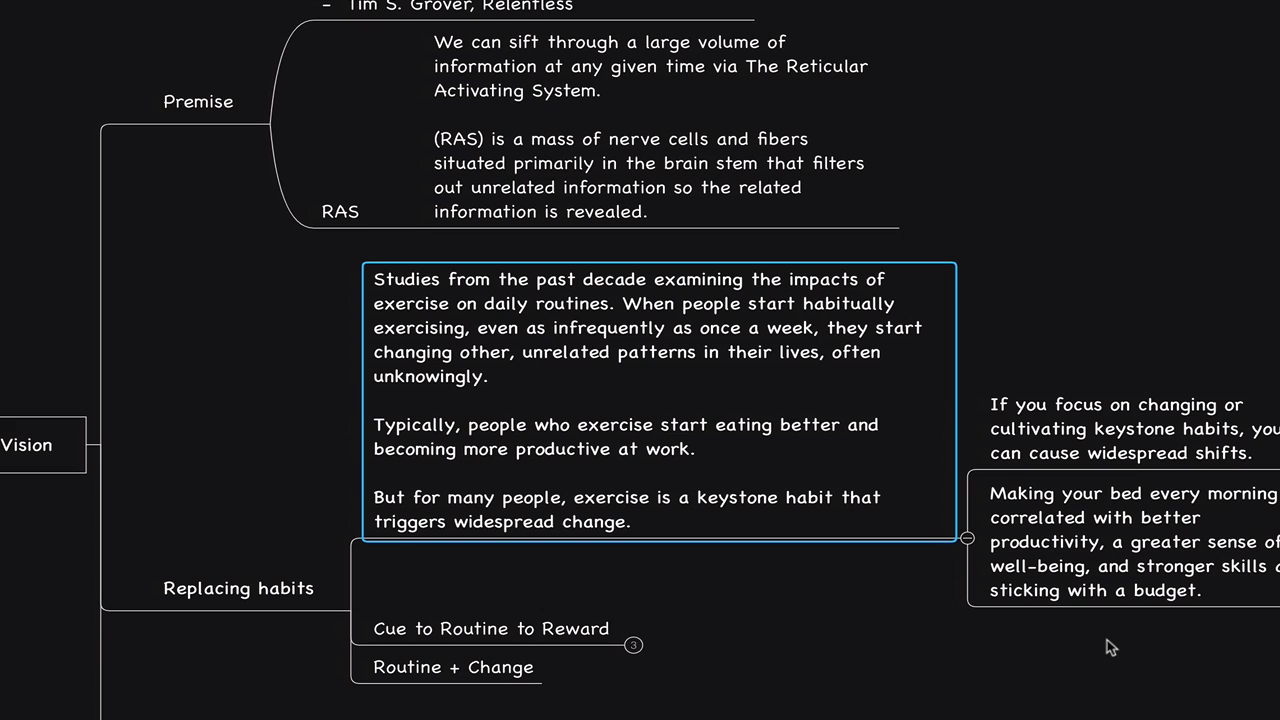 - Tim S. Grover, Relentless
We can sift through a large volume of
information at any given time via The Reticular
Activating System.
Premise
(RAS) is a mass of nerve cells and fibers
situated primarily in the brain stem that filters
out unrelated information so the related
information is revealed.
RAS
Studies from the past decade examining the impacts of
exercise on daily routines. When people start habitually
exercising, even as infrequently as once a week, they start
changing other, unrelated patterns in their lives, often
unknowingly.
Typically, people who exercise start eating better and
becoming more productive at work.
But for many people, exercise is a keystone habit that
triggers widespread change.
Vision
If you focus on changing or
cultivating keystone habits, you
can cause widespread shifts.
Making your bed every morning
correlated with better
productivity, a greater sense of
well-being, and stronger skills
sticking with a budget.
Replacing habits
Cue to Routine to Reward
3
Routine + Change